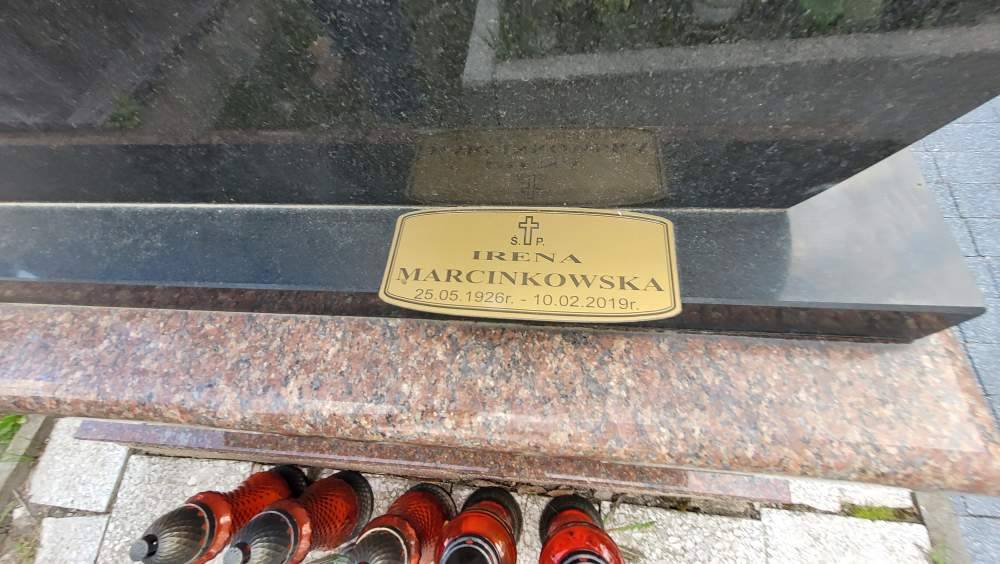 Ś. P.
IRENA
MARCINKOWSKA
25.05.1926r. - 10.02.2019r.